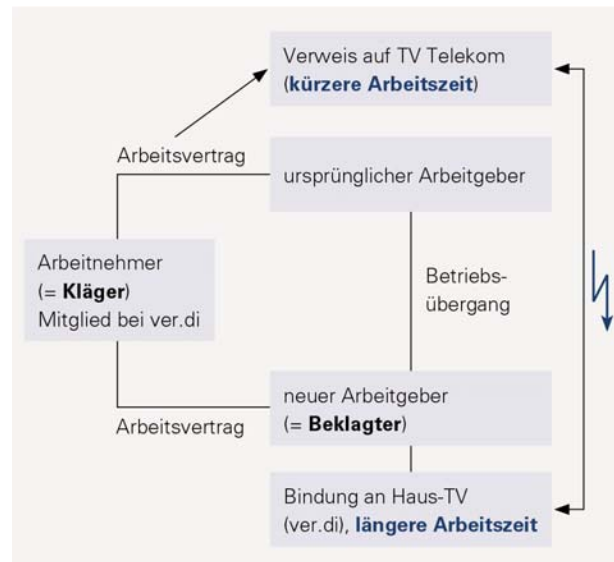 Verweis auf TV Telekom
(kürzere Arbeitszeit)
Arbeitsvertrag
ursprünglicher Arbeitgeber
Arbeitnehmer
(= Kläger)
Mitglied bei ver.di
Betriebs-
übergang
neuer Arbeitgeber
(= Beklagter)
Arbeitsvertrag
Bindung an Haus-TV
(ver.di), längere Arbeitszeit